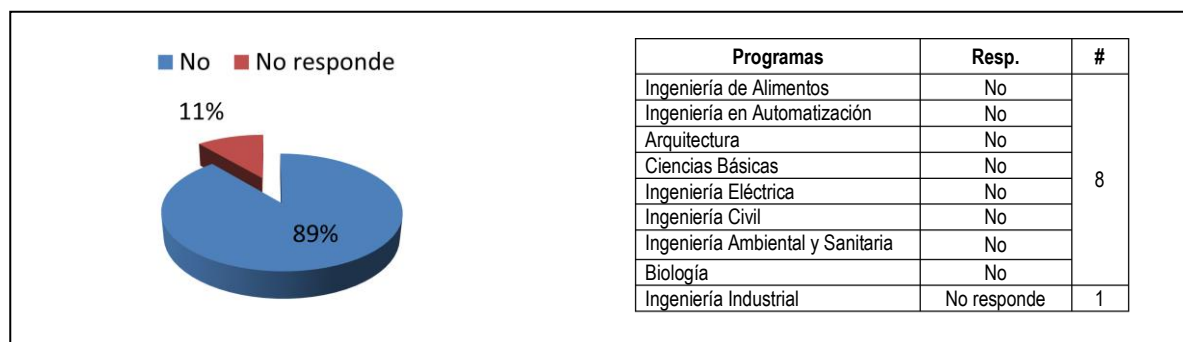 No No responde
11%
89%
Programas Resp. #
Ingeniería de Alimentos No
Ingeniería en Automatización No
Arquitectura No
Ciencias Básicas No
Ingeniería Eléctrica No
8
Ingeniería Civil No
Ingeniería Ambiental y Sanitaria No
Biología No
Ingeniería Industrial No responde 1